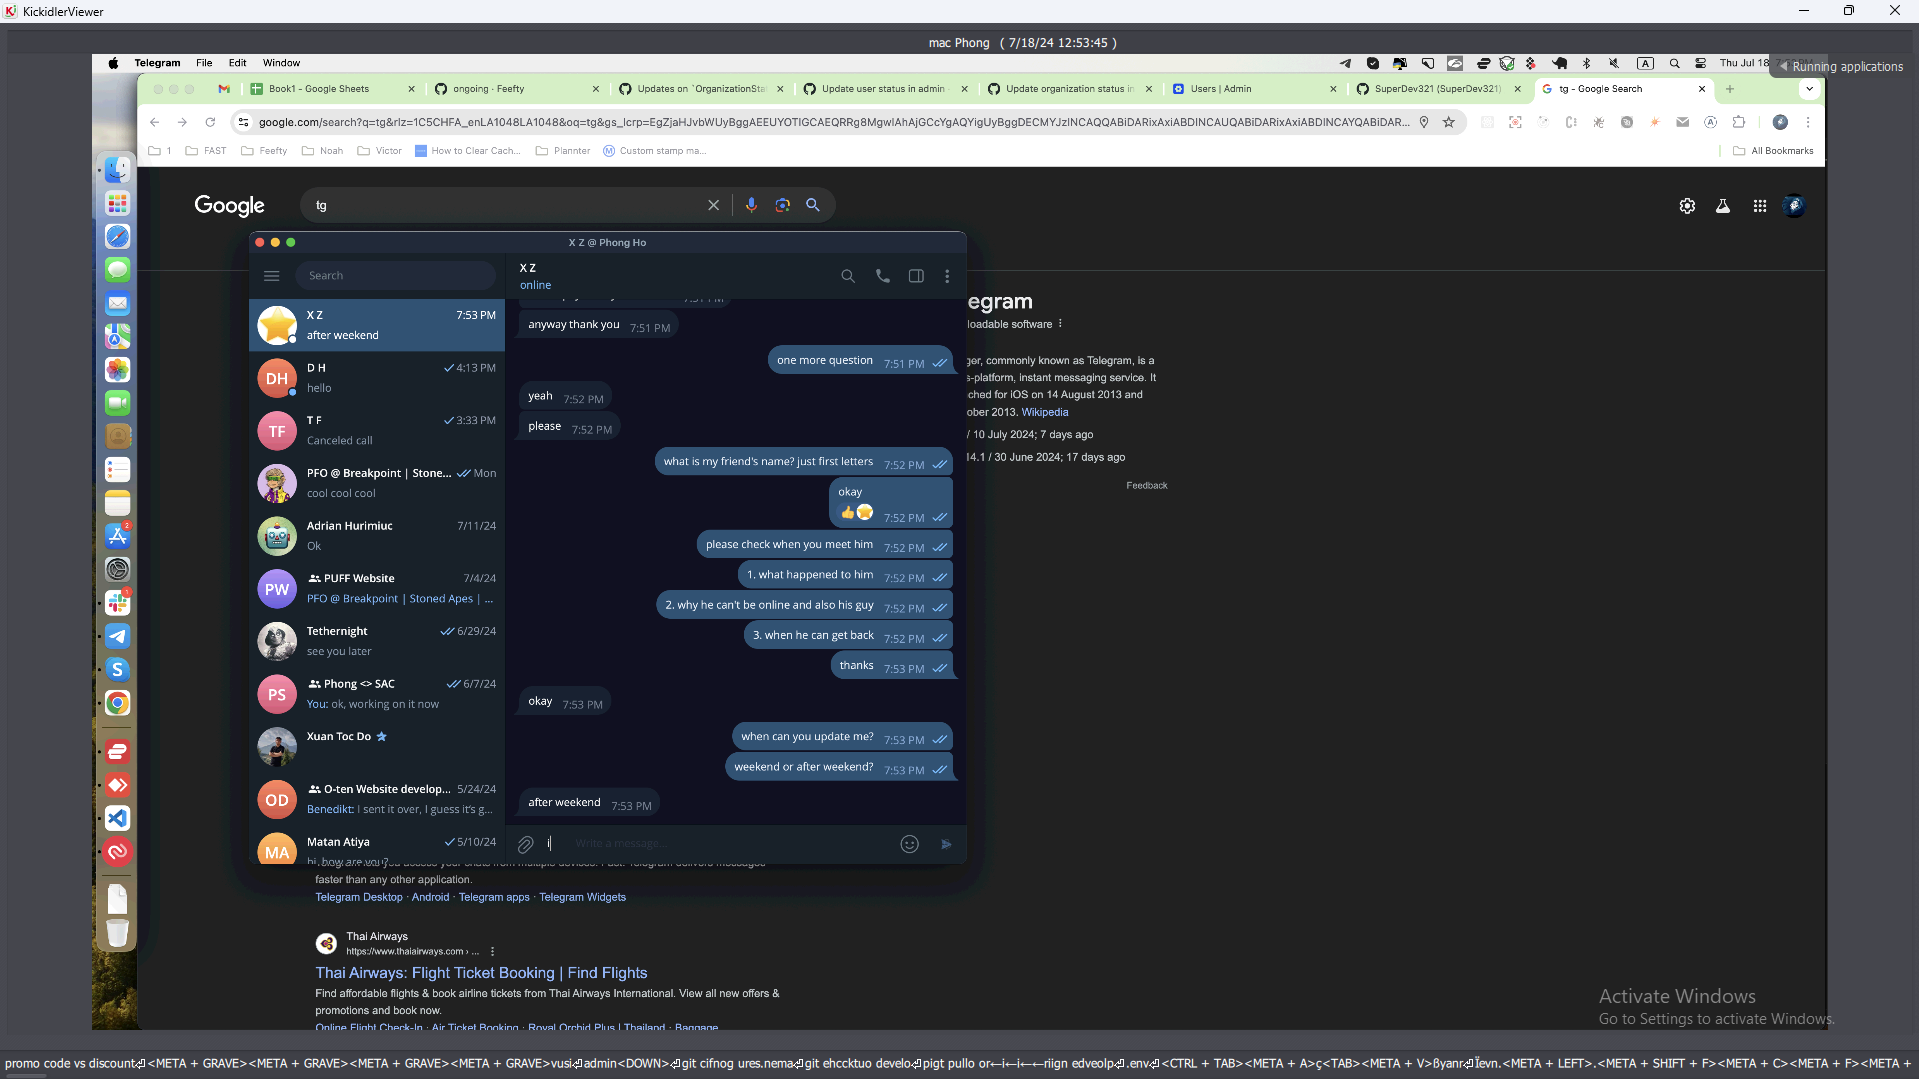 KickidlerViewer
mac Phong ( 7/18/24 12:53:45 )
Telegram File Edit Window
Thu Jul 18
Running applications
Book1 - Google Sheets
ongoing · Feefty
Updates on `OrganizationSta
Update user status in admin
Update organization status in
Users | Admin
SuperDev321 (SuperDev321)
tg - Google Search
google.com/search?q=tg&rlz=1C5CHFA_enLA1048LA1048&oq=tg&gs_lcrp=
1 FAST Feefty Noah Victor How to Clear Cach... Plannter Custom stamp ma...
All Bookmarks
Google
tg
X Z @ Phong Ho
Search
X Z
online
X Z 7:53 PM
after weekend
DH
D H 4:13 PM
hello
TF
T F 3:33 PM
Canceled call
PFO @ Breakpoint | Stone... Mon
cool cool cool
Adrian Hurimiuc 7/11/24
Ok
PW
PUFF Website 7/4/24
PFO @ Breakpoint | Stoned Apes | ...
Tethernight 6/29/24
see you later
PS
Phong <> SAC 6/7/24
You: ok, working on it now
Xuan Toc Do
OD
O-ten Website develop... 5/24/24
Benedikt: I sent it over, I guess it's g...
MA
Matan Atiya 5/10/24
hi, how are you?
anyway thank you 7:51 PM
one more question 7:51 PM
yeah 7:52 PM
please 7:52 PM
what is my friend's name? just first letters 7:52 PM
okay
7:52 PM
please check when you meet him 7:52 PM
1. what happened to him 7:52 PM
2. why he can't be online and also his guy 7:52 PM
3. when he can get back 7:52 PM
thanks 7:53 PM
okay 7:53 PM
when can you update me? 7:53 PM
weekend or after weekend? 7:53 PM
after weekend 7:53 PM
i
Write a message...
egram
loadable software
ger, commonly known as Telegram, is a
s-platform, instant messaging service. It
ched for iOS on 14 August 2013 and
ober 2013. Wikipedia
/ 10 July 2024; 7 days ago
14.1 / 30 June 2024; 17 days ago
Feedback
faster than any other application.
Telegram Desktop · Android · Telegram apps · Telegram Widgets
Thai Airways
https://www.thaiairways.com › ...
Thai Airways: Flight Ticket Booking | Find Flights
Find affordable flights & book airline tickets from Thai Airways International. View all new offers &
promotions and book now.
Online Flight Check-In · Air Ticket Booking · Royal Orchid Plus | Thailand · Baggage
Activate Windows
Go to Settings to activate Windows.
promo code vs discount⏎<META + GRAVE><META + GRAVE><META + GRAVE><META + GRAVE>vusi⏎admin<DOWN>⏎git cifnog ures.nema⏎git ehccktuo develo⏎pigt pullo or←i←i←←riign edveolp⏎.env⏎<CTRL + TAB><META + A>ç<TAB><META + V>ßyanr⏎Îevn.<META + LEFT>.<META + SHIFT + F><META + C><META + F><META +